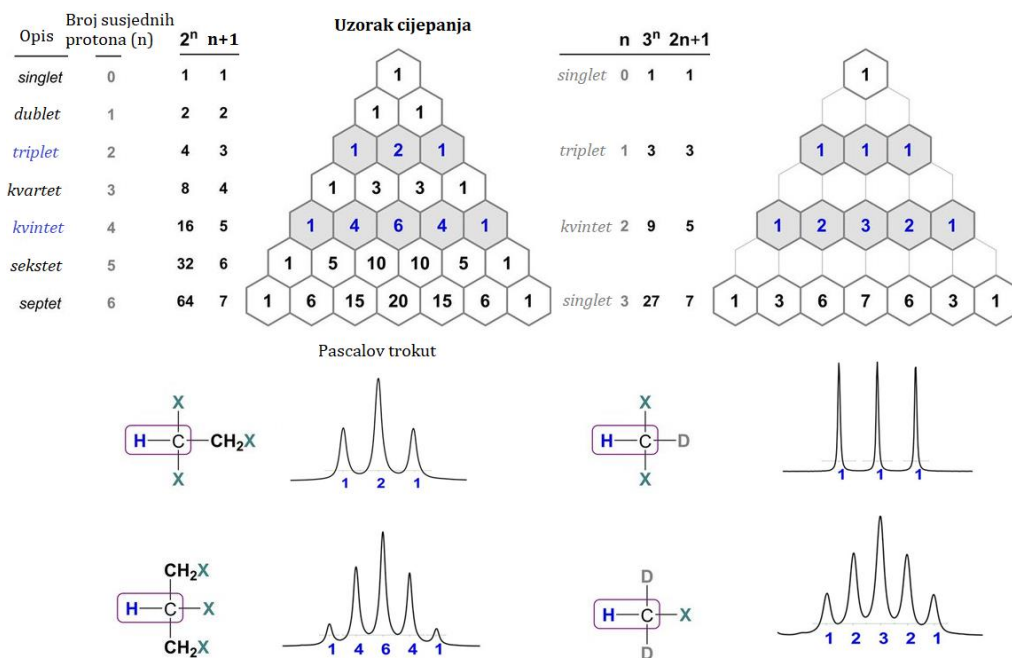 Opis Broj susjednih protona (n) 2ⁿ n+1 Uzorak cijepanja n 3ⁿ 2n+1
singlet 0 1 1 1 singlet 0 1 1 1
dublet 1 2 2 1 1
triplet 2 4 3 1 2 1 triplet 1 3 3 1 1 1
kvartet 3 8 4 1 3 3 1
kvintet 4 16 5 1 4 6 4 1 kvintet 2 9 5 1 2 3 2 1
sekstet 5 32 6 1 5 10 10 5 1
septet 6 64 7 1 6 15 20 15 6 1 singlet 3 27 7 1 3 6 7 6 3 1
Pascalov trokut
X
H C CH₂X
X
1 2 1
X
H C D
X
1 1 1
CH₂X
H C X
CH₂X
1 4 6 4 1
D
H C X
D
1 2 3 2 1